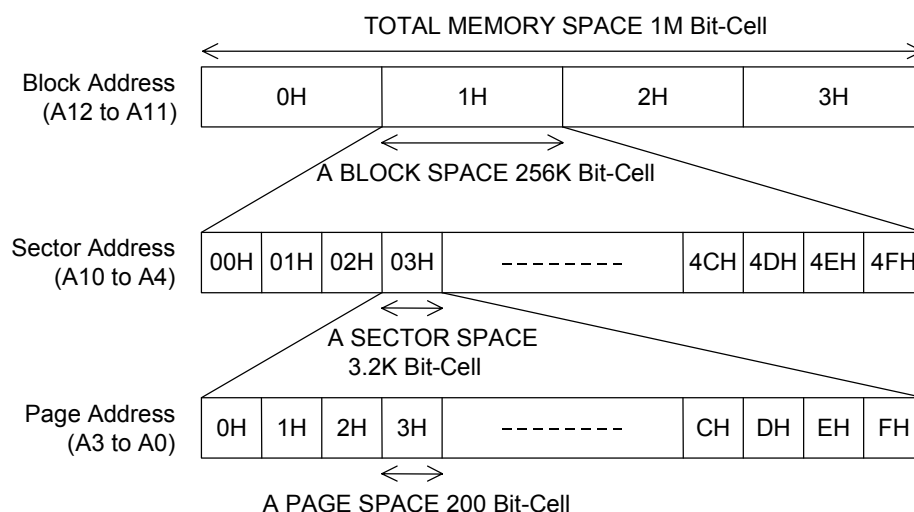 TOTAL MEMORY SPACE 1M Bit-Cell
Block Address
(A12 to A11)
0H 1H 2H 3H
A BLOCK SPACE 256K Bit-Cell
Sector Address
(A10 to A4)
00H 01H 02H 03H -------- 4CH 4DH 4EH 4FH
A SECTOR SPACE
3.2K Bit-Cell
Page Address
(A3 to A0)
0H 1H 2H 3H -------- CH DH EH FH
A PAGE SPACE 200 Bit-Cell